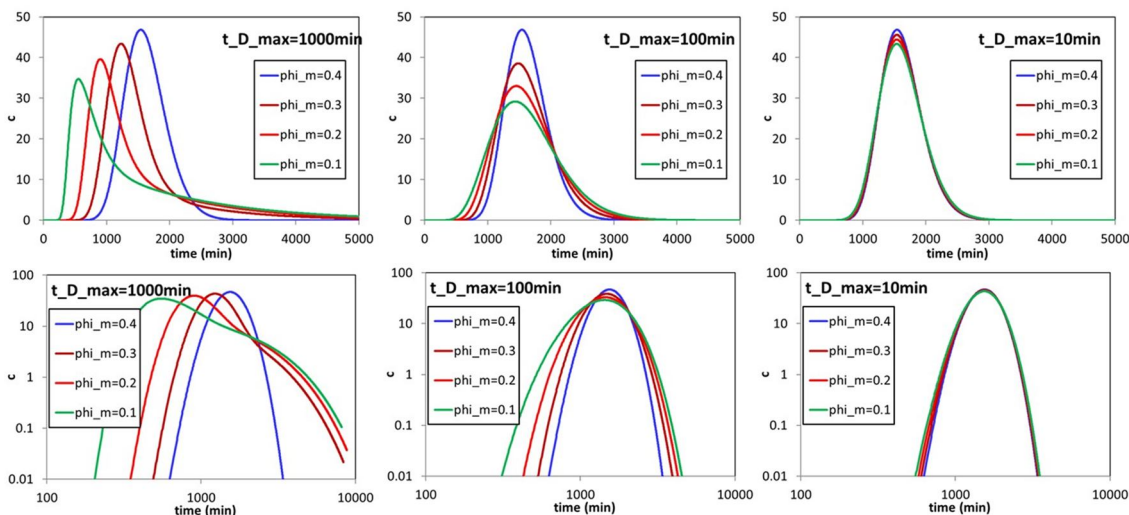 t_D_max=1000min
50
40
30
20
10
0
c
phi_m=0.4
phi_m=0.3
phi_m=0.2
phi_m=0.1
0 1000 2000 3000 4000 5000
time (min)
t_D_max=100min
50
40
30
20
10
0
c
phi_m=0.4
phi_m=0.3
phi_m=0.2
phi_m=0.1
0 1000 2000 3000 4000 5000
time (min)
t_D_max=10min
50
40
30
20
10
0
c
phi_m=0.4
phi_m=0.3
phi_m=0.2
phi_m=0.1
0 1000 2000 3000 4000 5000
time (min)
t_D_max=1000min
100
10
1
0.1
0.01
c
phi_m=0.4
phi_m=0.3
phi_m=0.2
phi_m=0.1
100 1000 10000
time (min)
t_D_max=100min
100
10
1
0.1
0.01
c
phi_m=0.4
phi_m=0.3
phi_m=0.2
phi_m=0.1
100 1000 10000
time (min)
t_D_max=10min
100
10
1
0.1
0.01
c
phi_m=0.4
phi_m=0.3
phi_m=0.2
phi_m=0.1
100 1000 10000
time (min)